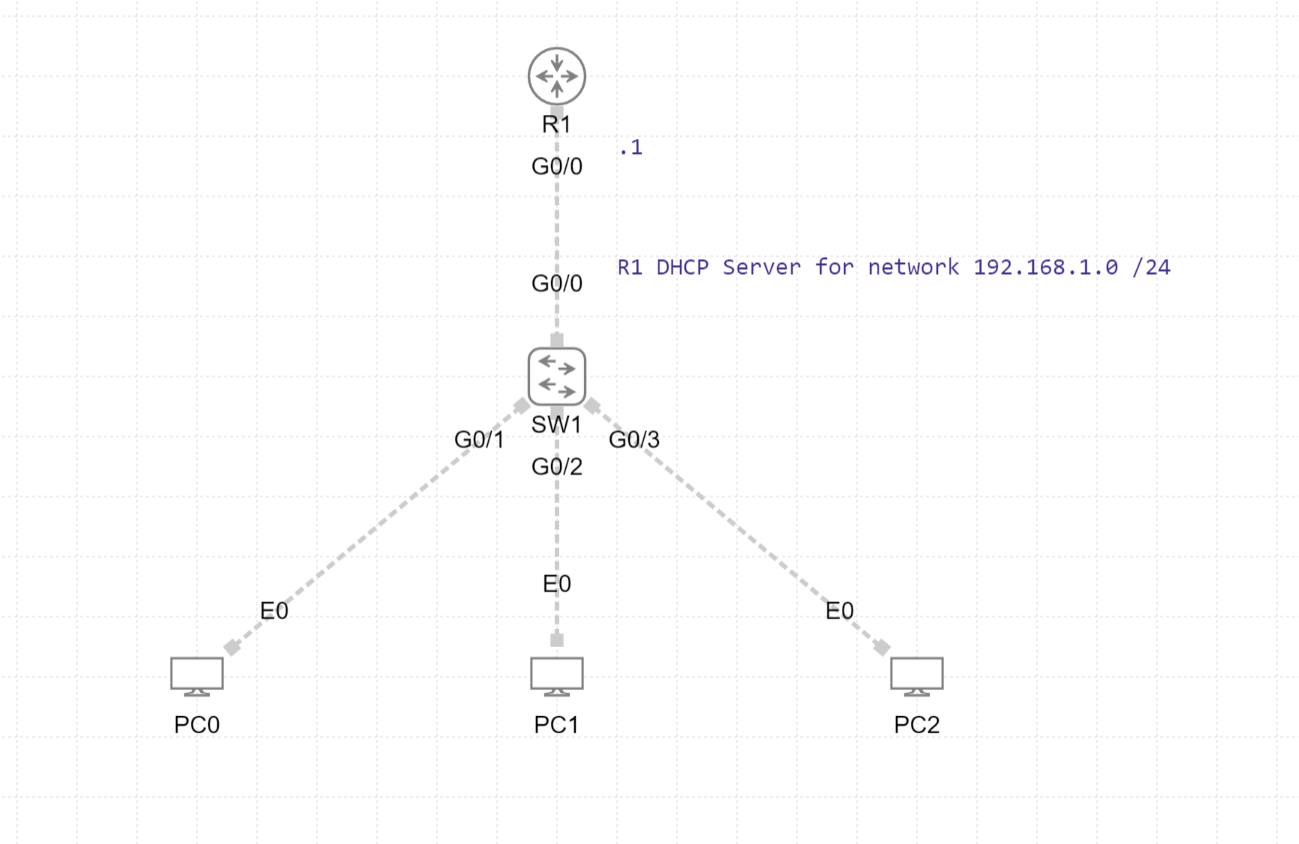 R1
.1
G0/0
G0/0
R1 DHCP Server for network 192.168.1.0 /24
SW1
G0/1
G0/3
G0/2
E0
E0
E0
PC0
PC1
PC2